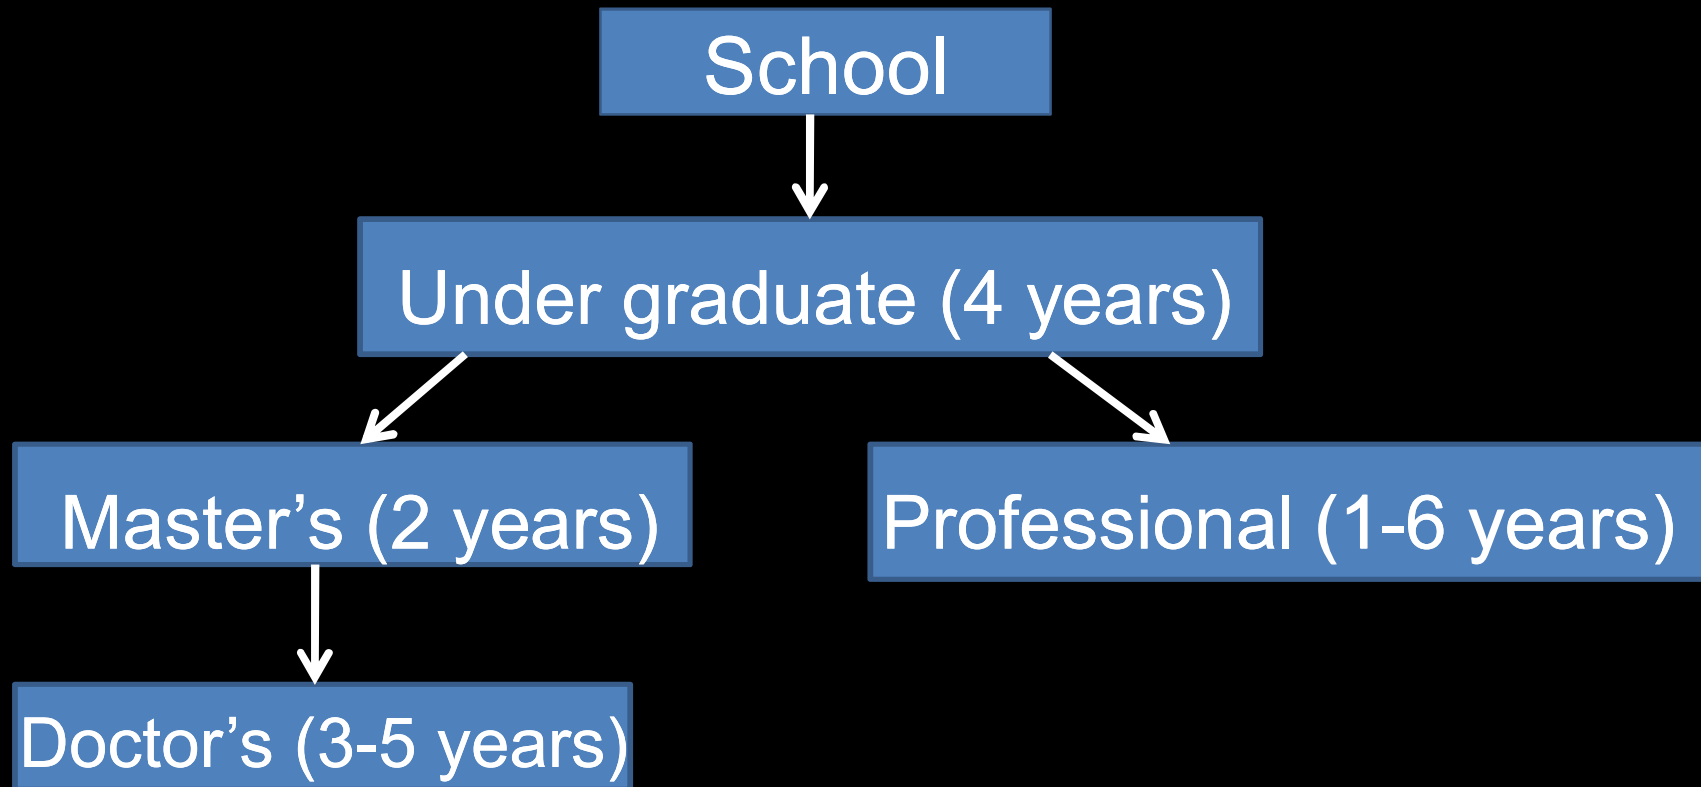 School
Under graduate (4 years)
Master’s (2 years)
Professional (1-6 years)
Doctor’s (3-5 years)